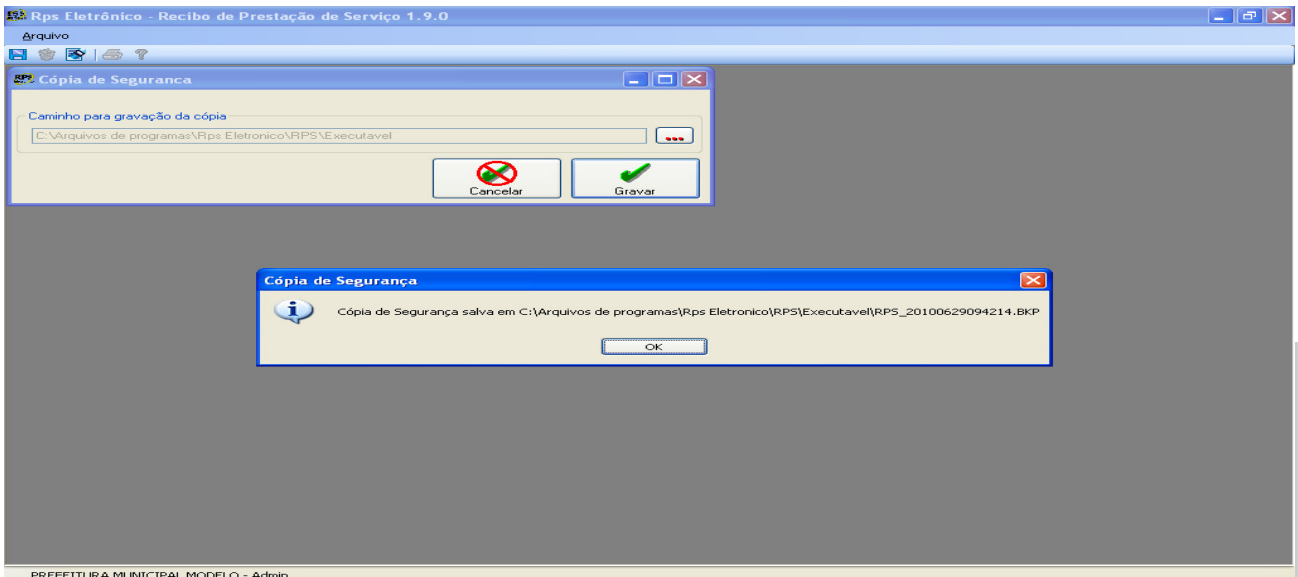 Rps Eletrônico - Recibo de Prestação de Serviço 1.9.0
Arquivo
Cópia de Seguranca
Caminho para gravação da cópia
C:\Arquivos de programas\Rps Eletronico\RPS\Executavel
...
Cancelar
Gravar
Cópia de Segurança
Cópia de Segurança salva em C:\Arquivos de programas\Rps Eletronico\RPS\Executavel\RPS_20100629094214.BKP
OK
PREFEITURA MUNICIPAL MODELO - Admin